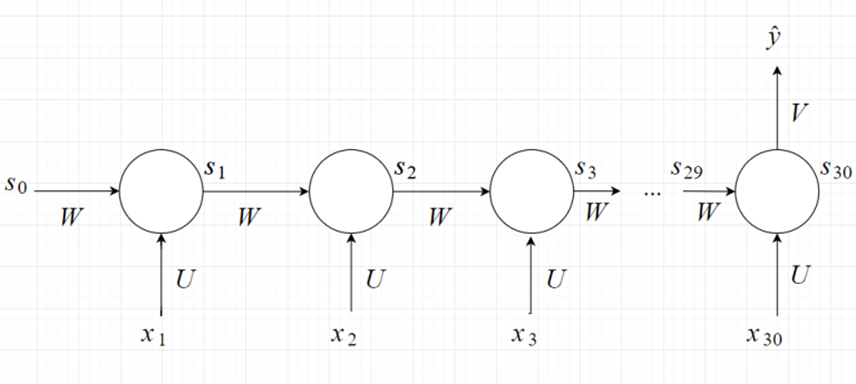 ŷ
V
s0 s1 s2 s3 ... s29 s30
W W W W W
U U U U
x1 x2 x3 x30